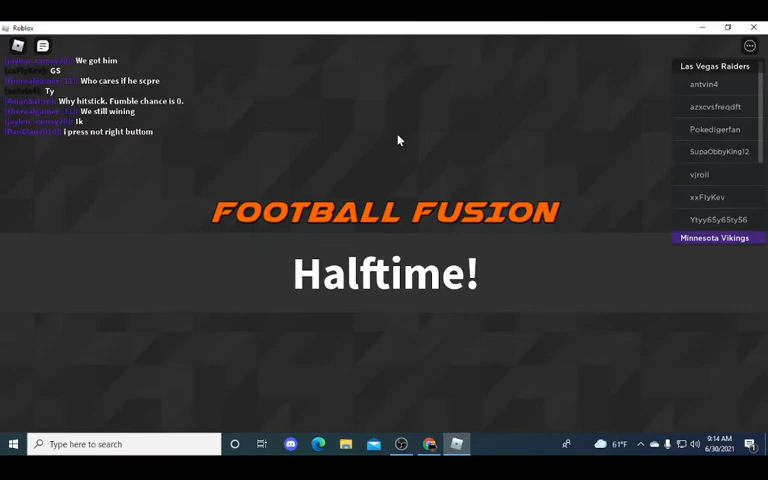 Roblox
We got him
GS
Who cares if he scpre
Ty
Why hitstick. Fumble chance is 0.
We still wining
Ik
i press not right buttom
Las Vegas Raiders
antvin4
azxcvsfreqdft
Pokedigerfan
SupaObbyKing12
vjroll
xxFlyKev
Ytyy65y65ty56
Minnesota Vikings
FOOTBALL FUSION
Halftime!
Type here to search
61°F
9:14 AM
6/30/2021